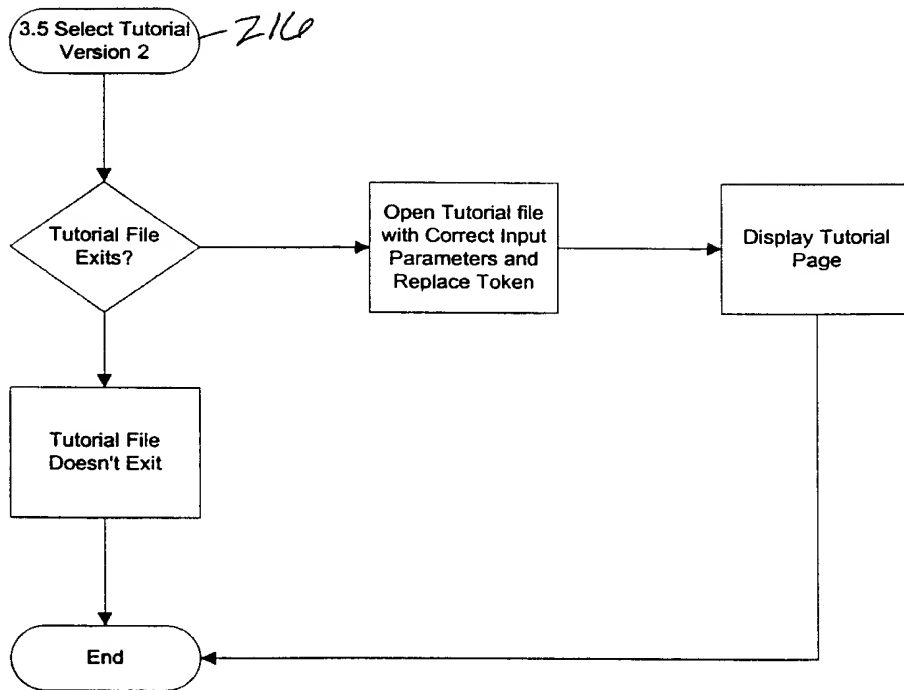 3.5 Select Tutorial
Version 2
216
Tutorial File
Exits?
Open Tutorial file
with Correct Input
Parameters and
Replace Token
Display Tutorial
Page
Tutorial File
Doesn't Exit
End